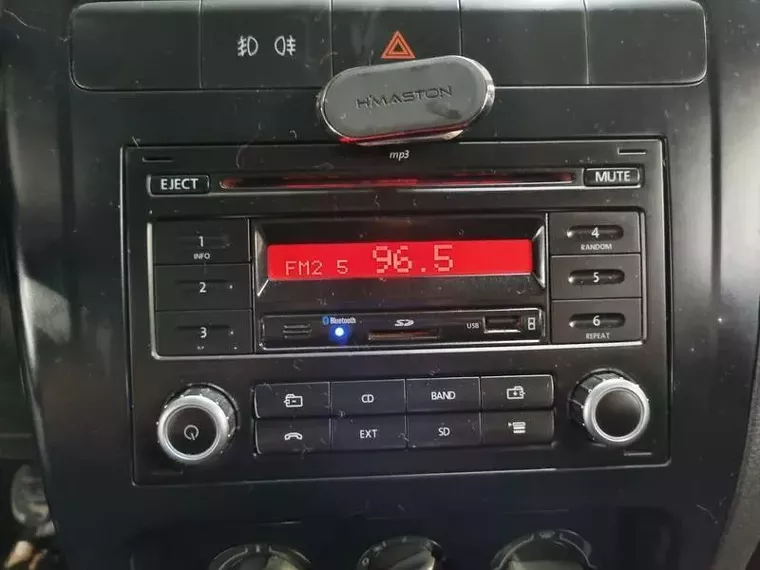 H'MASTON
mp3
EJECT
MUTE
1
INFO
2
3
FM2 5 96.5
4
RANDOM
5
6
REPEAT
Bluetooth
SD
USB
CD
BAND
EXT
SD